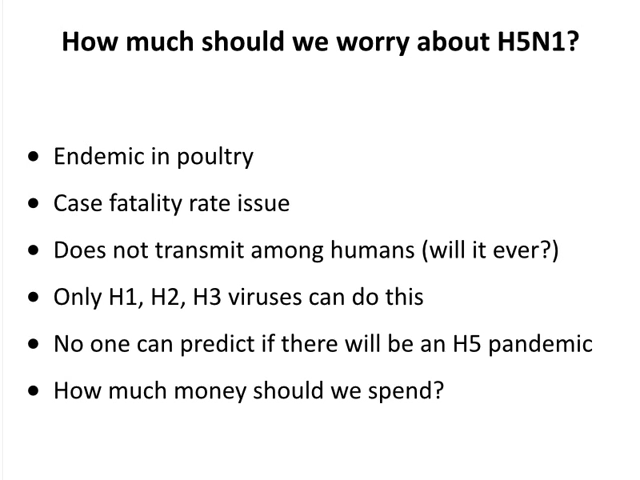 How much should we worry about H5N1?
• Endemic in poultry
• Case fatality rate issue
• Does not transmit among humans (will it ever?)
• Only H1, H2, H3 viruses can do this
• No one can predict if there will be an H5 pandemic
• How much money should we spend?